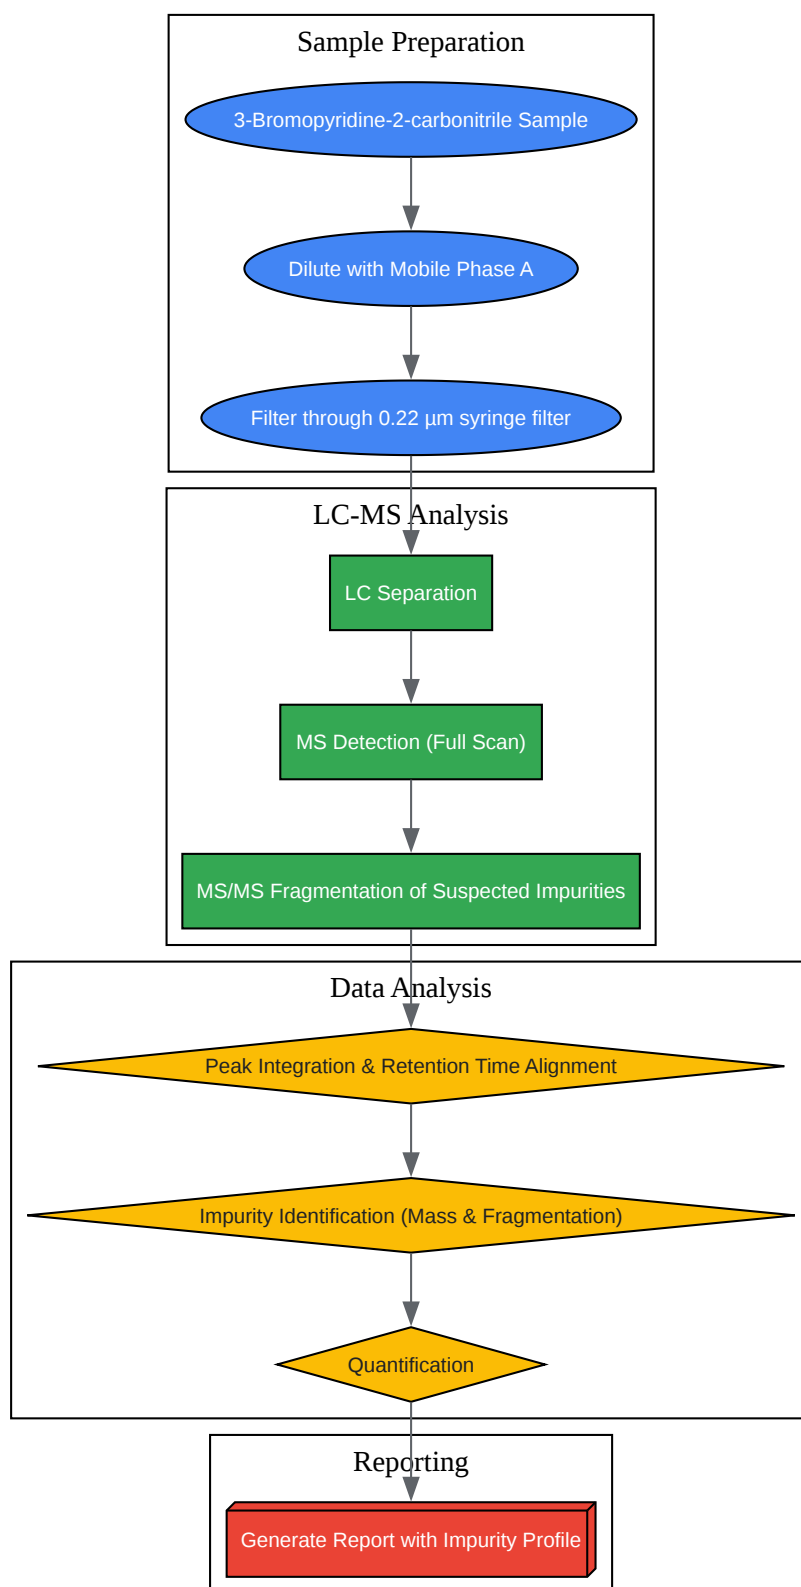 Sample Preparation
3-Bromopyridine-2-carbonitrile Sample
Dilute with Mobile Phase A
Filter through 0.22 µm syringe filter
LC-MS Analysis
LC Separation
MS Detection (Full Scan)
MS/MS Fragmentation of Suspected Impurities
Data Analysis
Peak Integration & Retention Time Alignment
Impurity Identification (Mass & Fragmentation)
Quantification
Reporting
Generate Report with Impurity Profile